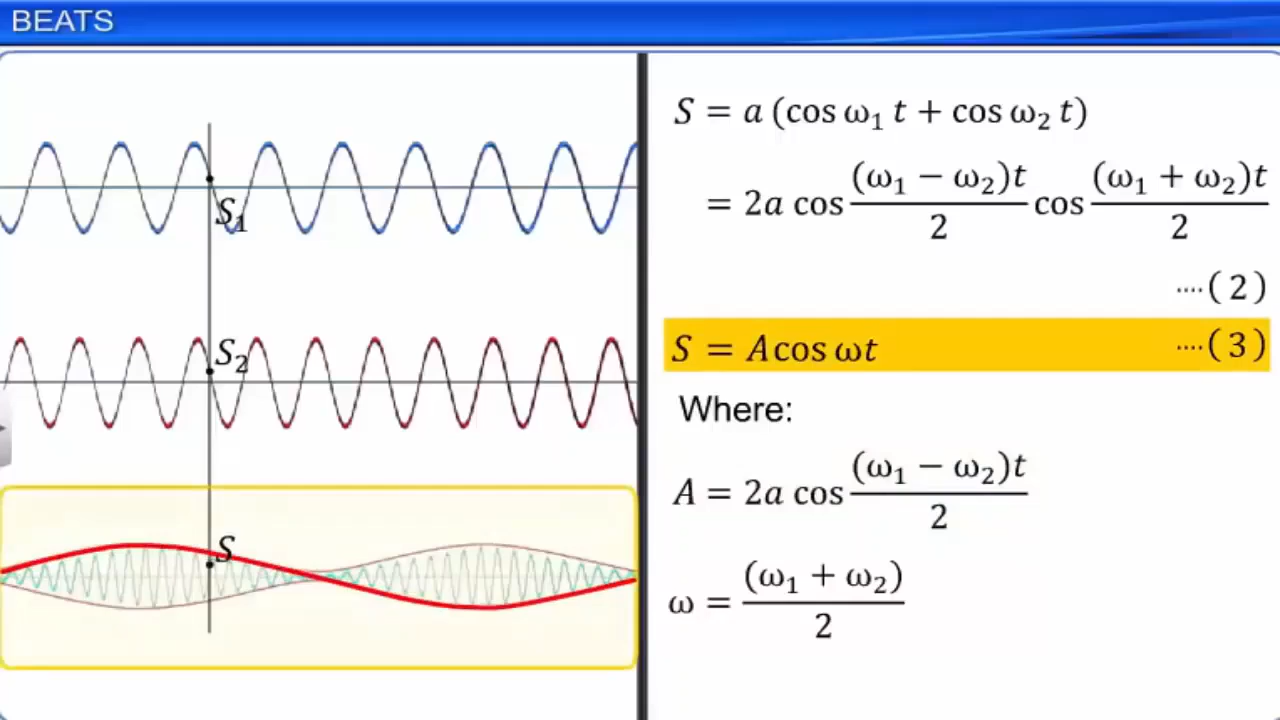 BEATS
S₁
S₂
S
S = a (cos ω₁ t + cos ω₂ t)
= 2a cos (ω₁ − ω₂)t / 2 cos (ω₁ + ω₂)t / 2
....( 2 )
S = A cos ωt ....( 3 )
Where:
A = 2a cos (ω₁ − ω₂)t / 2
ω = (ω₁ + ω₂) / 2